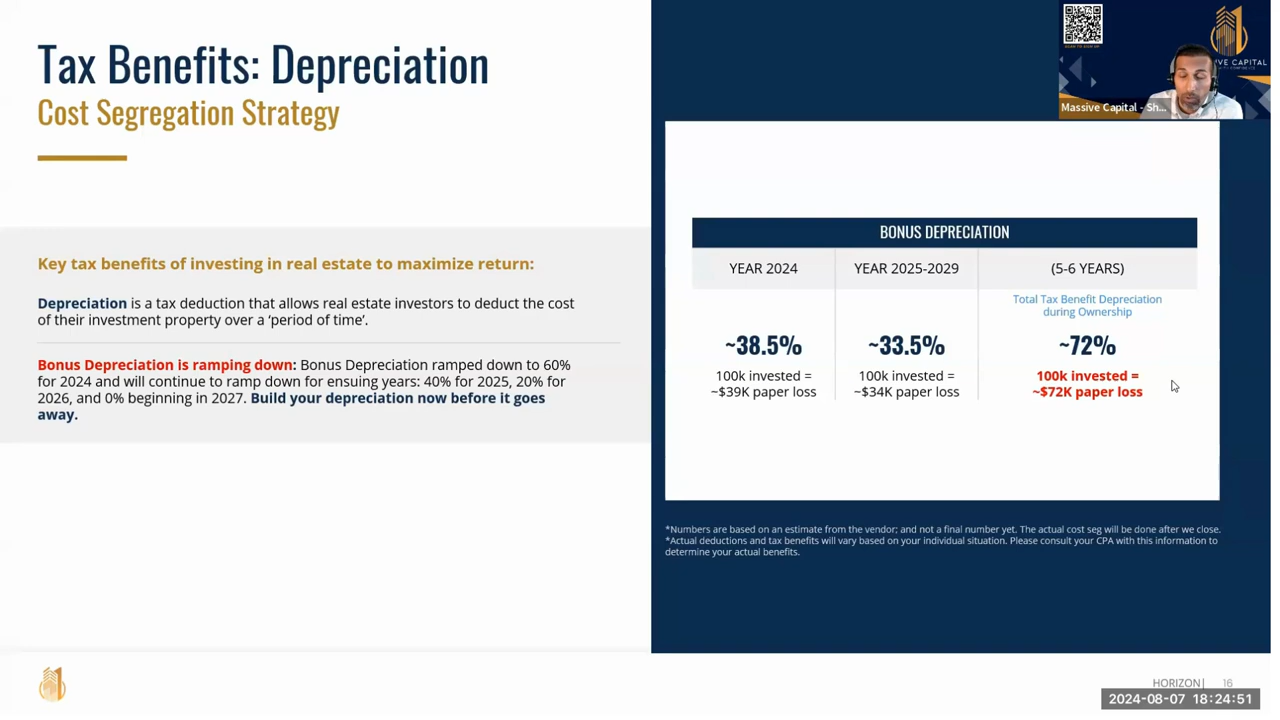 Tax Benefits: Depreciation
Cost Segregation Strategy
Key tax benefits of investing in real estate to maximize return:
Depreciation is a tax deduction that allows real estate investors to deduct the cost
of their investment property over a ‘period of time’.
Bonus Depreciation is ramping down: Bonus Depreciation ramped down to 60%
for 2024 and will continue to ramp down for ensuing years: 40% for 2025, 20% for
2026, and 0% beginning in 2027. Build your depreciation now before it goes
away.
SCAN TO SIGN UP
IVE CAPITAL
Massive Capital - Sh...
BONUS DEPRECIATION
YEAR 2024
YEAR 2025-2029
(5-6 YEARS)
Total Tax Benefit Depreciation
during Ownership
~38.5%
~33.5%
~72%
100k invested =
~$39K paper loss
100k invested =
~$34K paper loss
100k invested =
~$72K paper loss
*Numbers are based on an estimate from the vendor; and not a final number yet. The actual cost seg will be done after we close.
*Actual deductions and tax benefits will vary based on your individual situation. Please consult your CPA with this information to
determine your actual benefits.
HORIZON| 16
2024-08-07 18:24:51